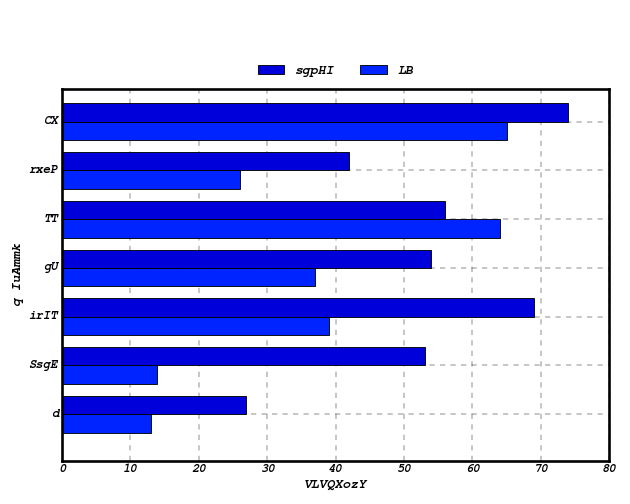 sgpHI LB
CX
rxeP
TT
gU
irIT
SsgE
d
q IuAmmk
0 10 20 30 40 50 60 70 80
VLVQXozY